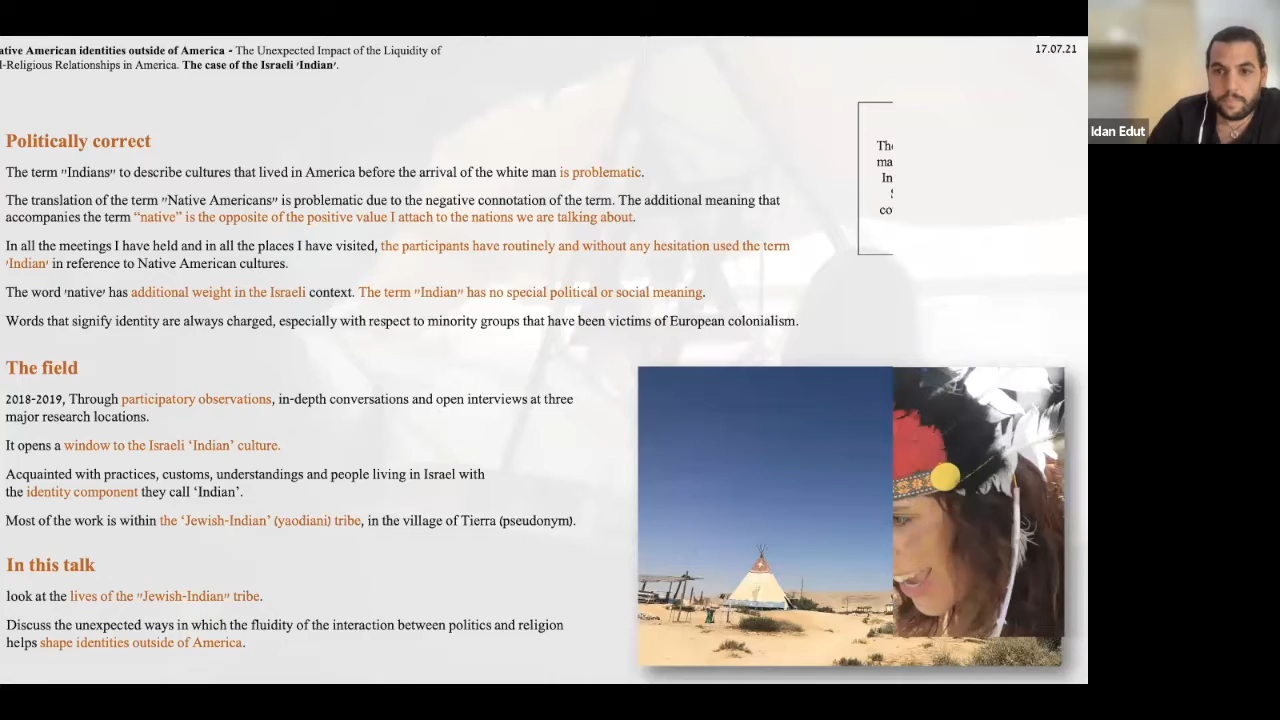 ative American identities outside of America - The Unexpected Impact of the Liquidity of
l-Religious Relationships in America. The case of the Israeli 'Indian'.
17.07.21
Idan Edut
Politically correct
The term "Indians" to describe cultures that lived in America before the arrival of the white man is problematic.
The translation of the term "Native Americans" is problematic due to the negative connotation of the term. The additional meaning that
accompanies the term "native" is the opposite of the positive value I attach to the nations we are talking about.
In all the meetings I have held and in all the places I have visited, the participants have routinely and without any hesitation used the term
'Indian' in reference to Native American cultures.
The word 'native' has additional weight in the Israeli context. The term "Indian" has no special political or social meaning.
Words that signify identity are always charged, especially with respect to minority groups that have been victims of European colonialism.
The
ma
In
S
co
The field
2018-2019, Through participatory observations, in-depth conversations and open interviews at three
major research locations.
It opens a window to the Israeli 'Indian' culture.
Acquainted with practices, customs, understandings and people living in Israel with
the identity component they call 'Indian'.
Most of the work is within the 'Jewish-Indian' (yaodiani) tribe, in the village of Tierra (pseudonym).
In this talk
look at the lives of the "Jewish-Indian" tribe.
Discuss the unexpected ways in which the fluidity of the interaction between politics and religion
helps shape identities outside of America.